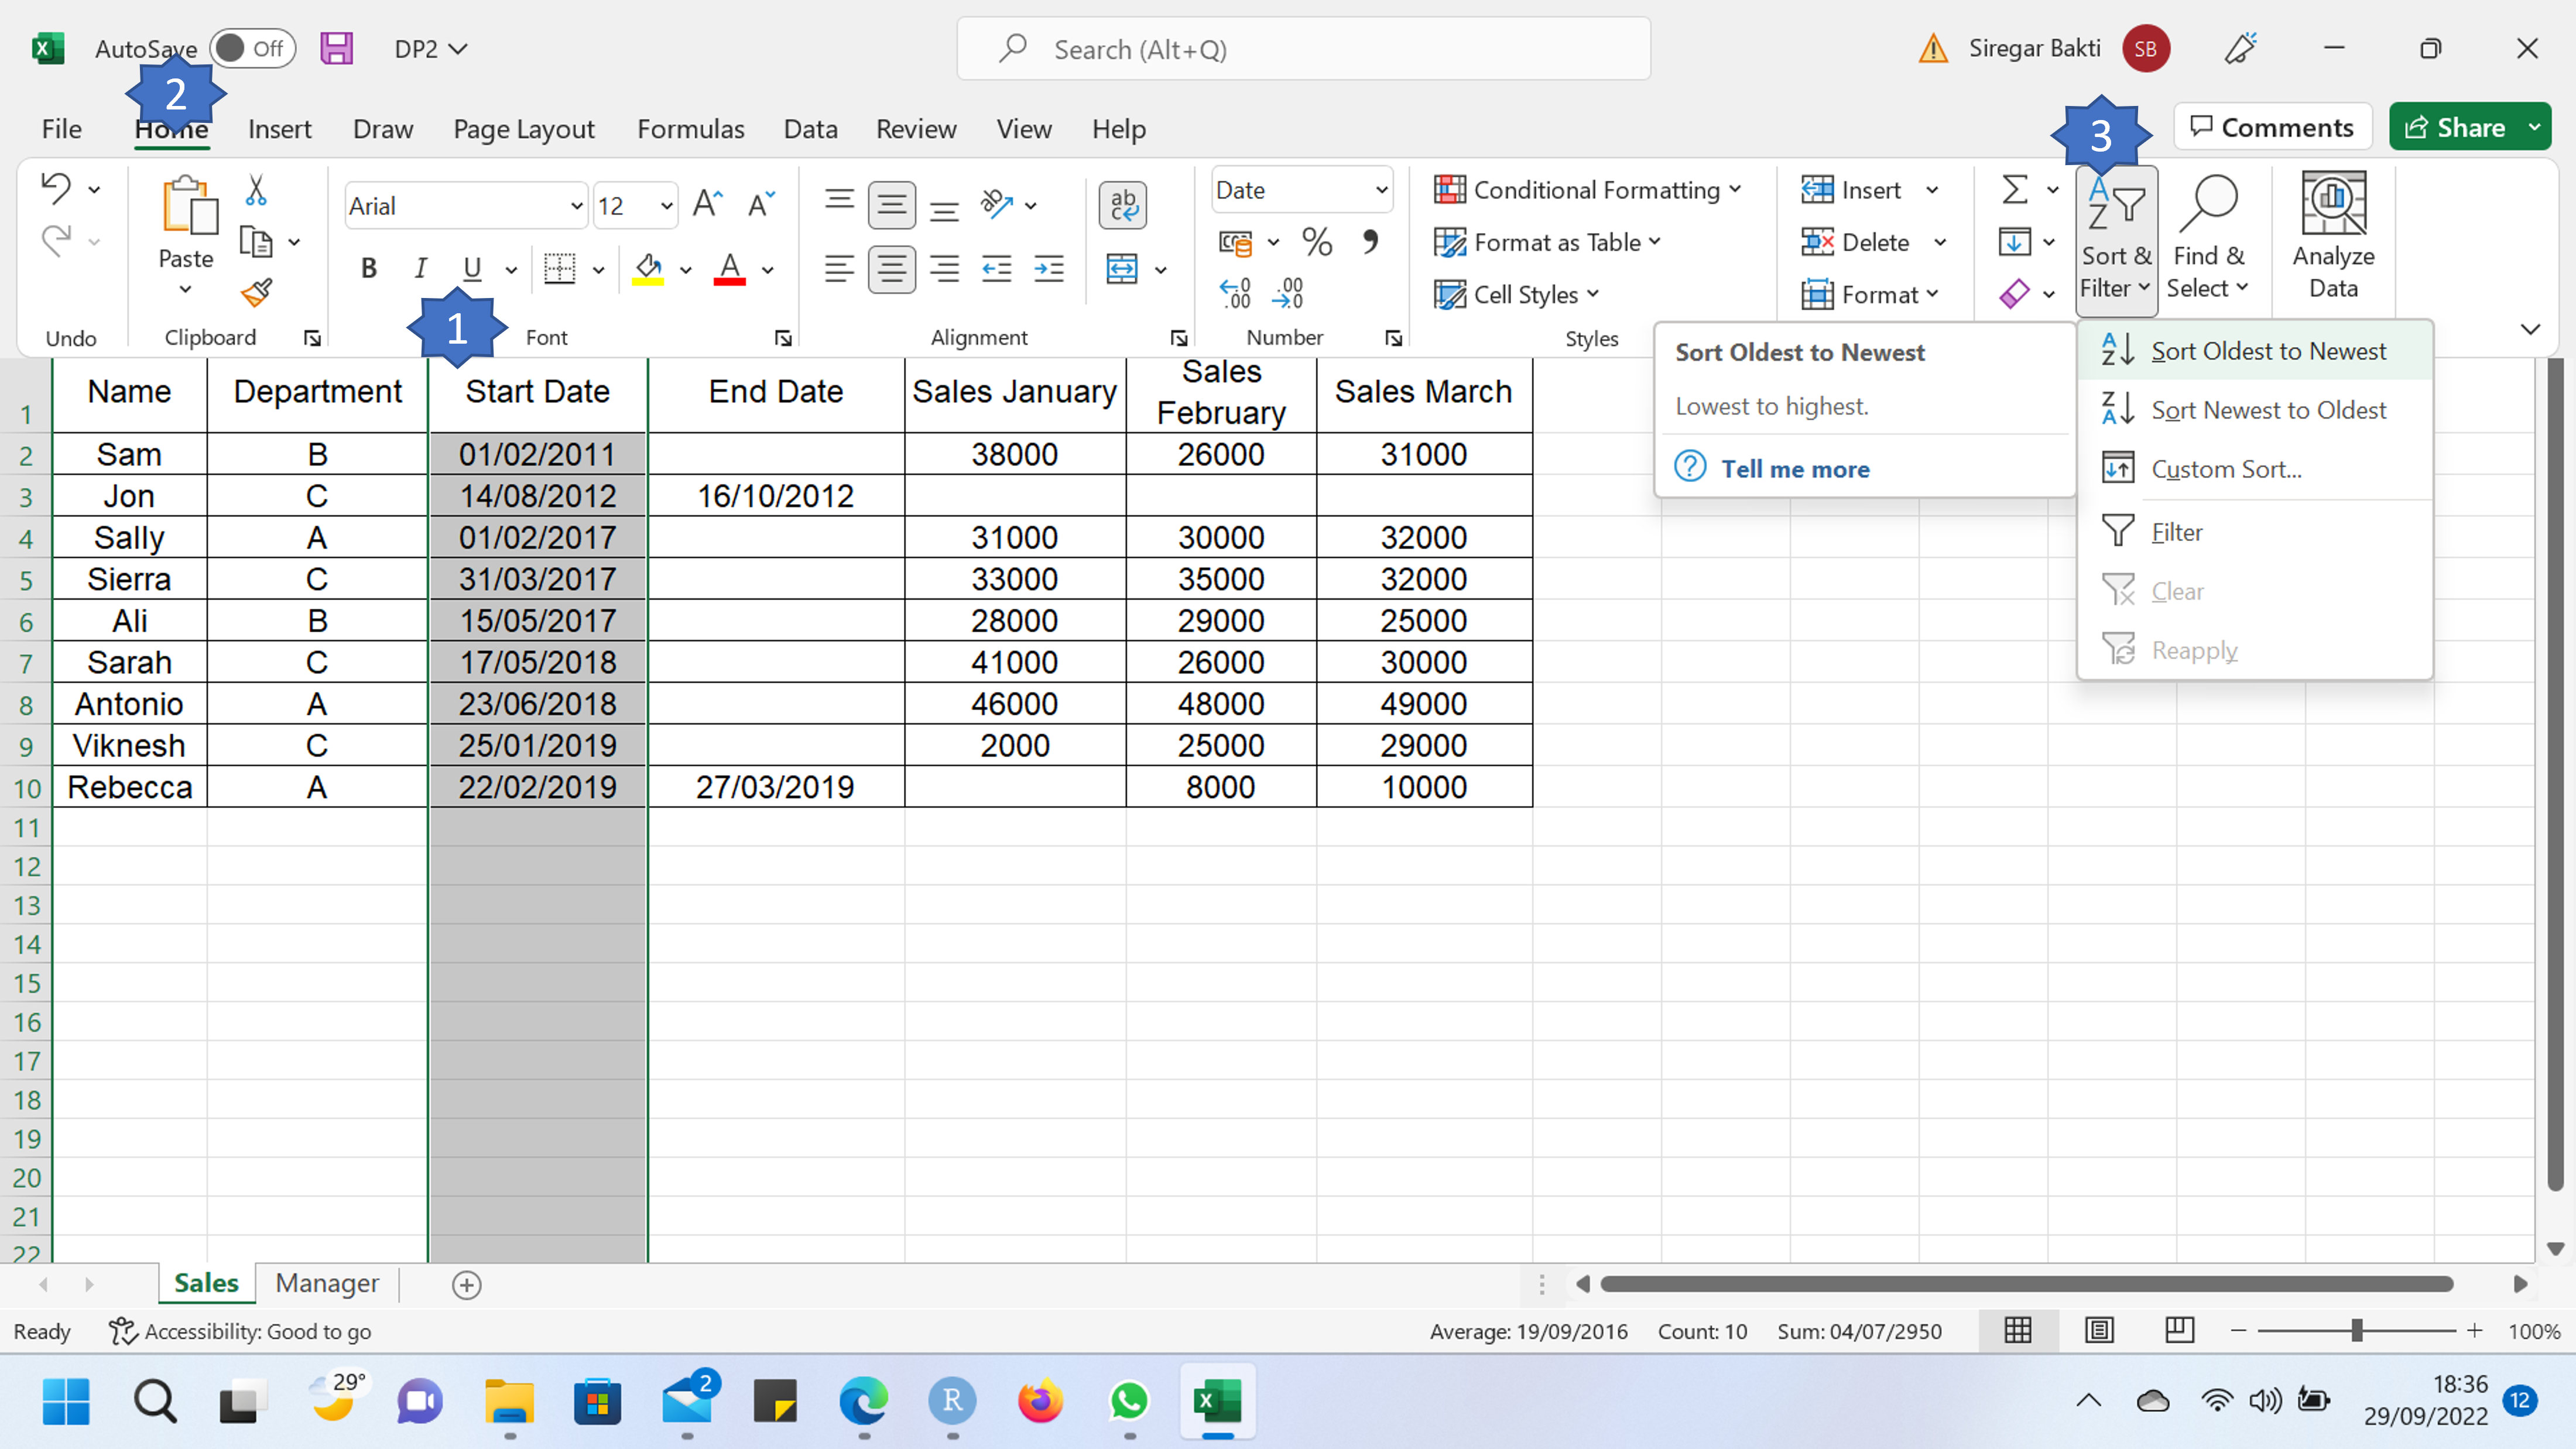 AutoSave Off DP2 Search (Alt+Q) Siregar Bakti SB
2 3
File Home Insert Draw Page Layout Formulas Data Review View Help Comments Share
Arial 12 ab Date Conditional Formatting Insert
Paste % Format as Table Delete Sort & Filter Find & Select Analyze Data
B I U A Cell Styles Format
Undo Clipboard 1 Font Alignment Number Styles
Sort Oldest to Newest
Lowest to highest.
Tell me more
Sort Oldest to Newest
Sort Newest to Oldest
Custom Sort...
Filter
Clear
Reapply
1 Name Department Start Date End Date Sales January Sales February Sales March
2 Sam B 01/02/2011 38000 26000 31000
3 Jon C 14/08/2012 16/10/2012
4 Sally A 01/02/2017 31000 30000 32000
5 Sierra C 31/03/2017 33000 35000 32000
6 Ali B 15/05/2017 28000 29000 25000
7 Sarah C 17/05/2018 41000 26000 30000
8 Antonio A 23/06/2018 46000 48000 49000
9 Viknesh C 25/01/2019 2000 25000 29000
10 Rebecca A 22/02/2019 27/03/2019 8000 10000
11
12
13
14
15
16
17
18
19
20
21
22
Sales Manager
Ready Accessibility: Good to go Average: 19/09/2016 Count: 10 Sum: 04/07/2950 100%
29° 2 R 18:36
29/09/2022 12